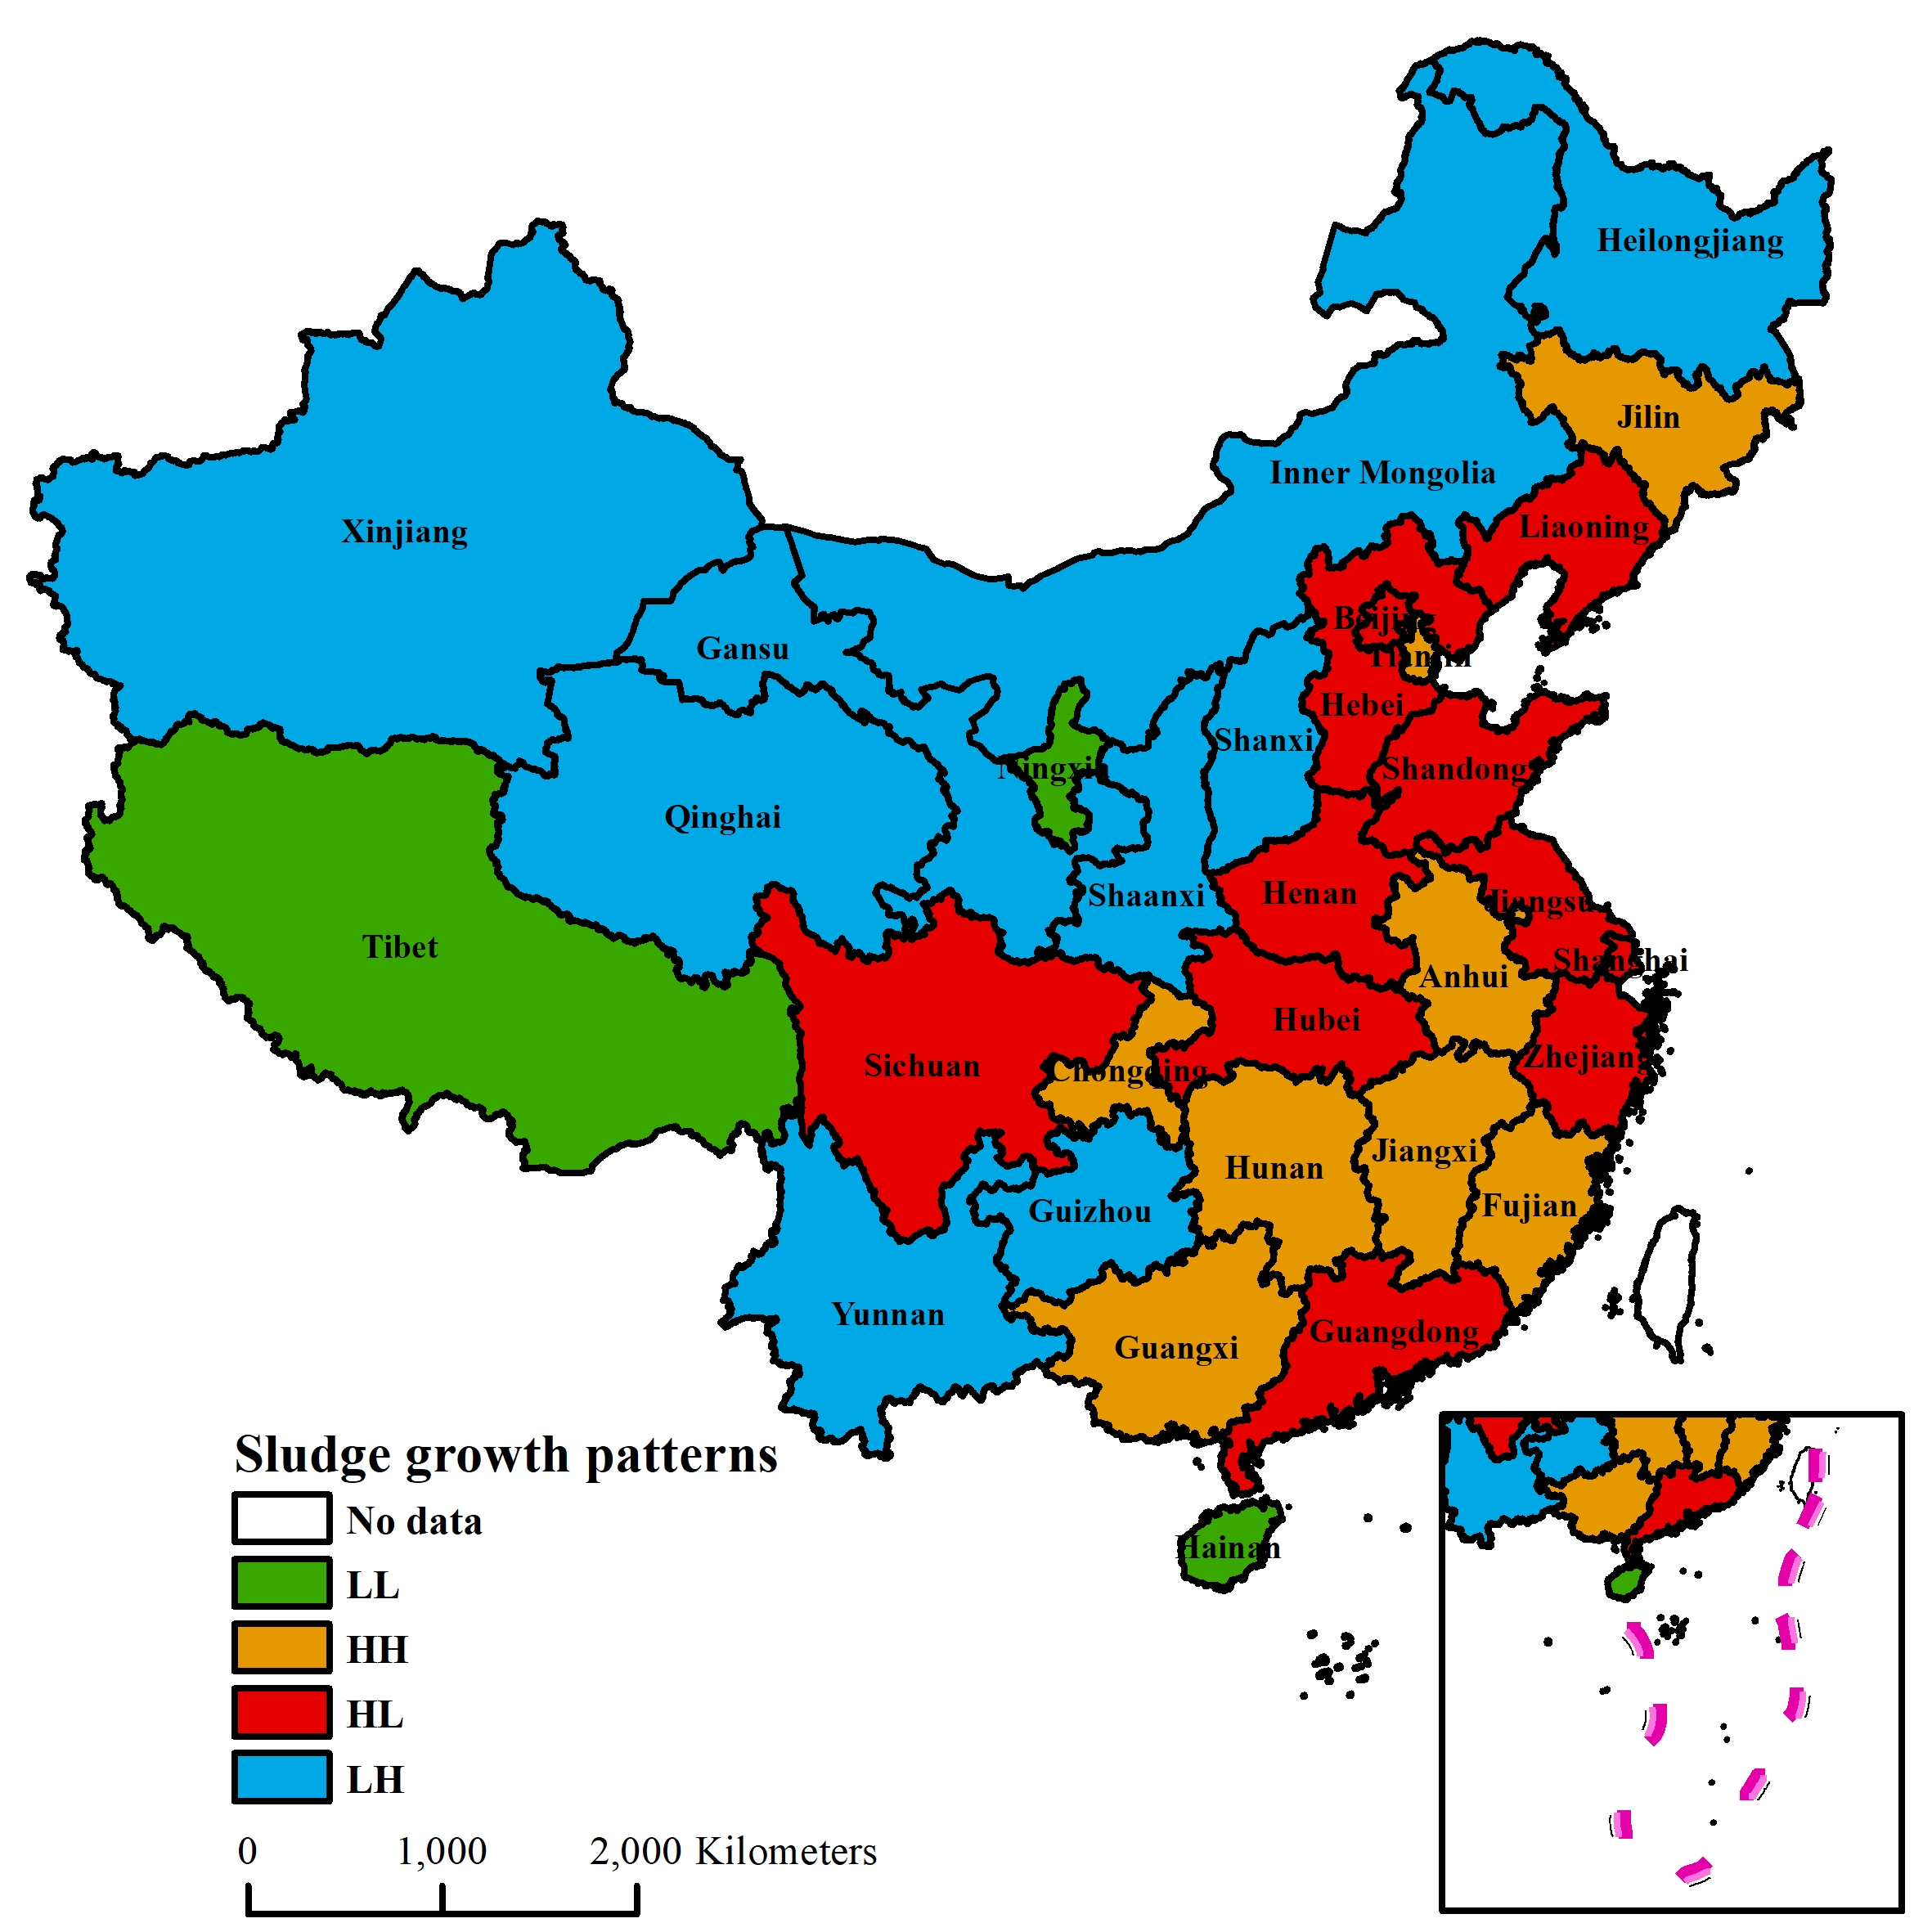 Heilongjiang
Jilin
Inner Mongolia
Liaoning
Xinjiang
Beijing
Gansu
Tianjin
Hebei
Shanxi
Shandong
Ningxia
Qinghai
Henan
Shaanxi
Jiangsu
Tibet
Shanghai
Anhui
Hubei
Zhejiang
Sichuan
Chongqing
Jiangxi
Hunan
Fujian
Guizhou
Yunnan
Guangdong
Guangxi
Hainan
Sludge growth patterns
No data
LL
HH
HL
LH
0 1,000 2,000 Kilometers